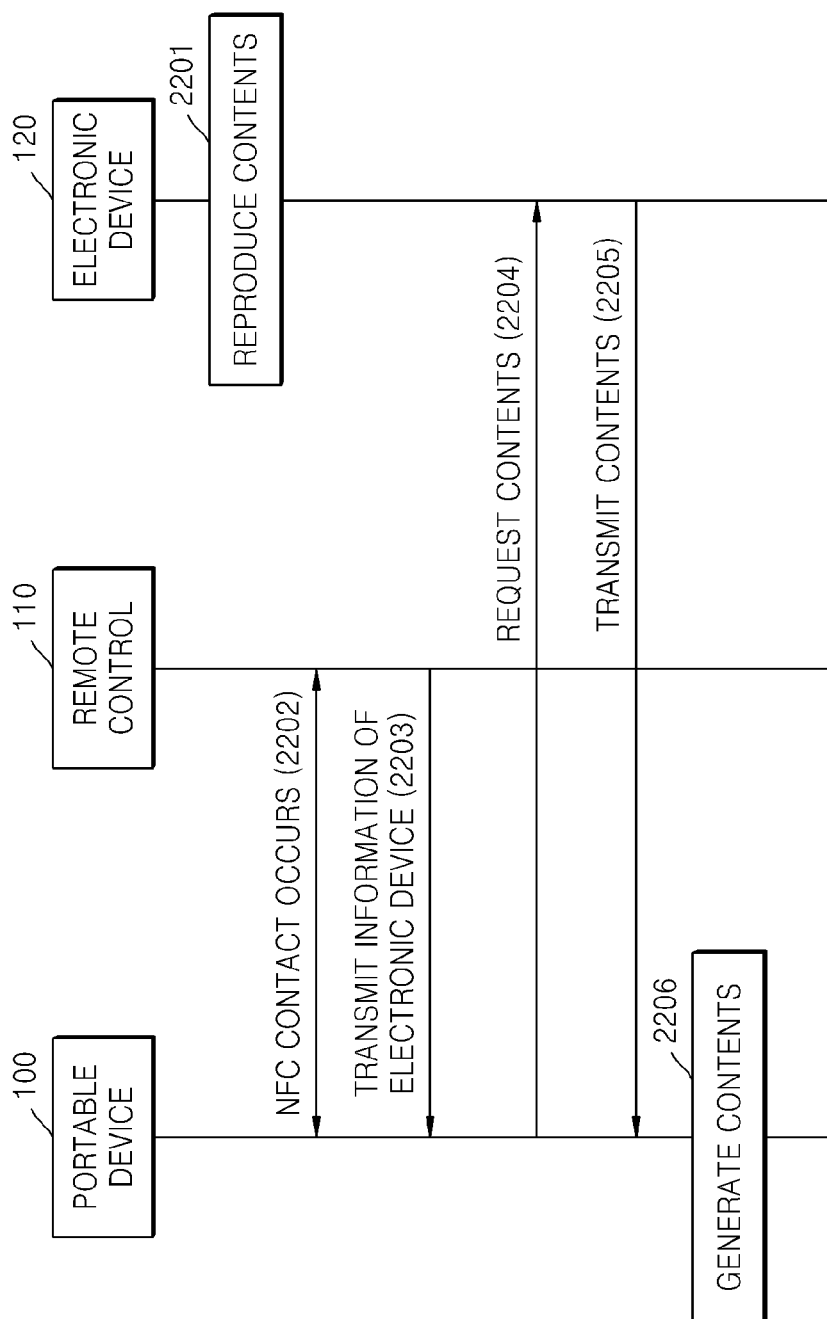 100
PORTABLE
DEVICE
110
REMOTE
CONTROL
120
ELECTRONIC
DEVICE
2201
REPRODUCE CONTENTS
NFC CONTACT OCCURS (2202)
TRANSMIT INFORMATION OF
ELECTRONIC DEVICE (2203)
REQUEST CONTENTS (2204)
TRANSMIT CONTENTS (2205)
2206
GENERATE CONTENTS